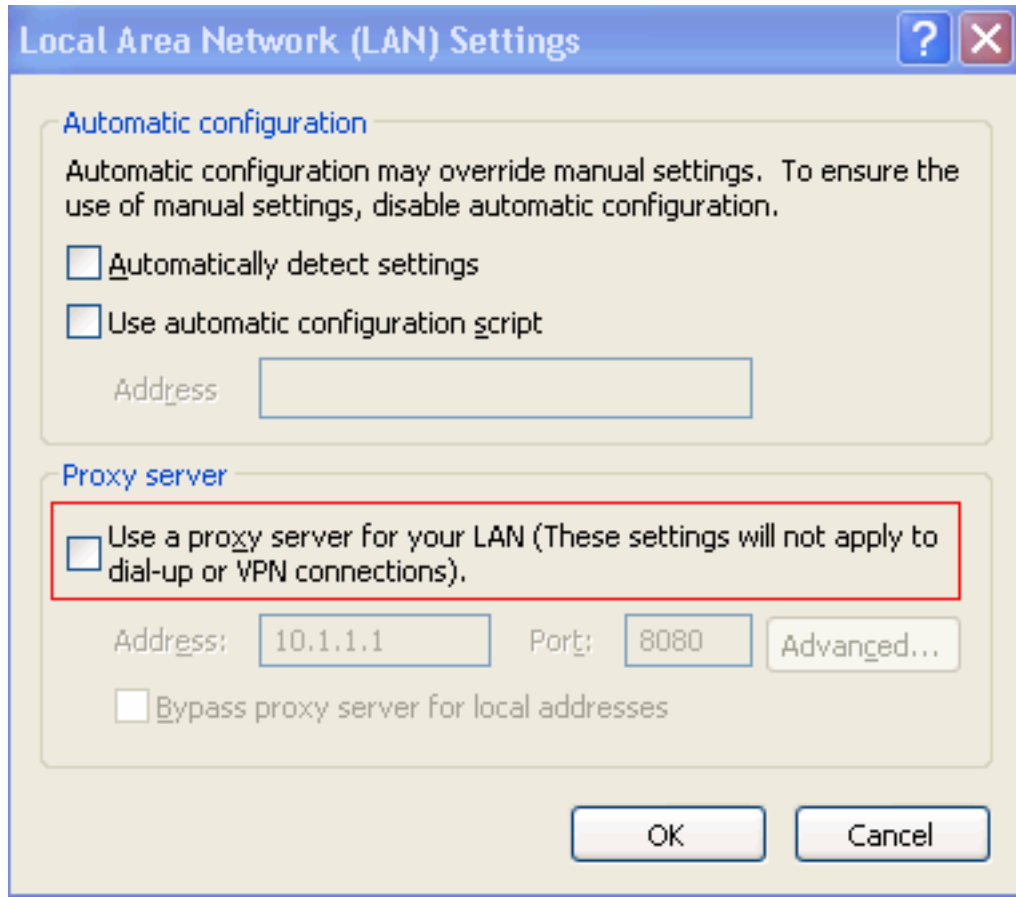 Local Area Network (LAN) Settings
?
X
Automatic configuration
Automatic configuration may override manual settings.  To ensure the
use of manual settings, disable automatic configuration.
Automatically detect settings
Use automatic configuration script
Address
Proxy server
Use a proxy server for your LAN (These settings will not apply to
dial-up or VPN connections).
Address: 10.1.1.1 Port: 8080 Advanced...
Bypass proxy server for local addresses
OK Cancel